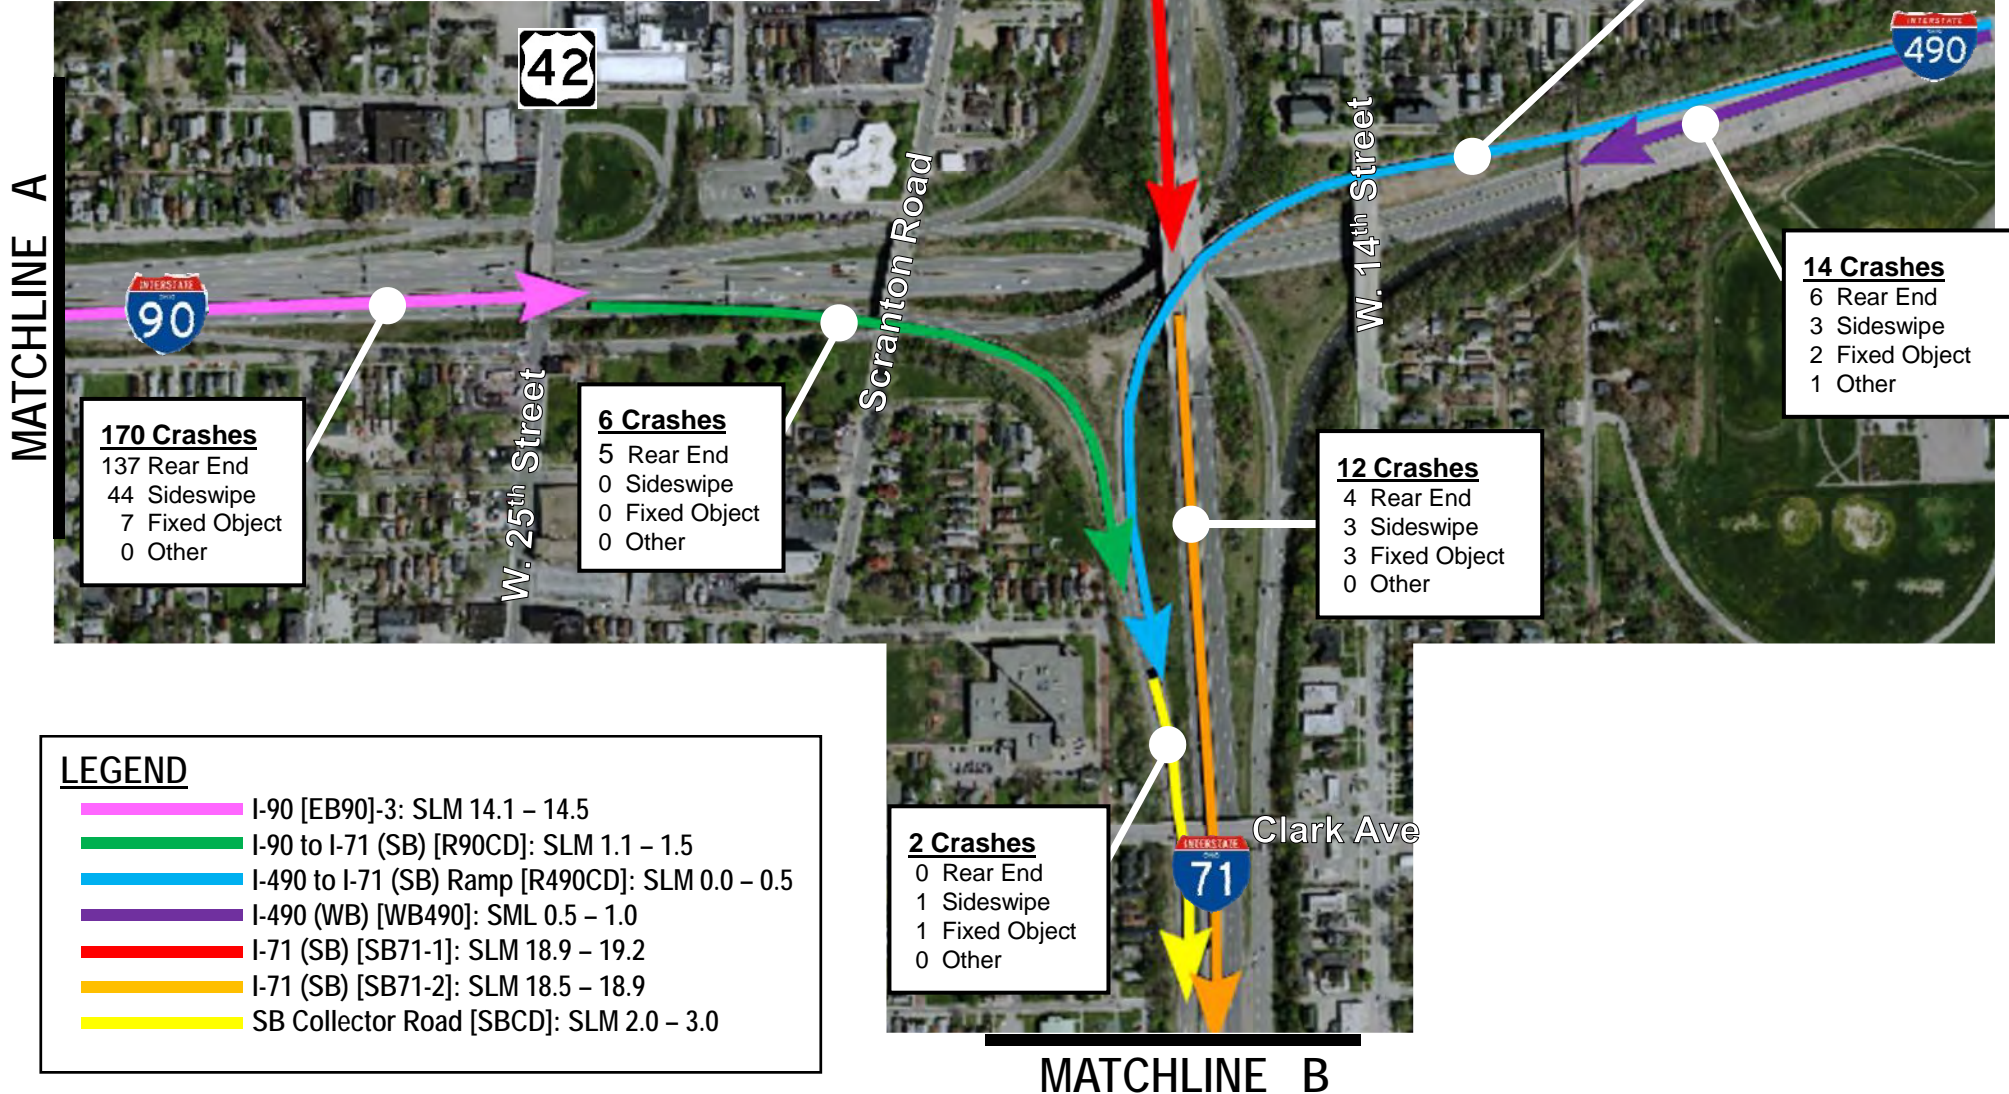 INTERSTATE
OHIO
490
42
MATCHLINE A
Scranton Road
W. 14th Street
INTERSTATE
OHIO
90
14 Crashes
6 Rear End
3 Sideswipe
2 Fixed Object
1 Other
170 Crashes
137 Rear End
44 Sideswipe
7 Fixed Object
0 Other
W. 25th Street
6 Crashes
5 Rear End
0 Sideswipe
0 Fixed Object
0 Other
12 Crashes
4 Rear End
3 Sideswipe
3 Fixed Object
0 Other
LEGEND
I-90 [EB90]-3: SLM 14.1 – 14.5
I-90 to I-71 (SB) [R90CD]: SLM 1.1 – 1.5
I-490 to I-71 (SB) Ramp [R490CD]: SLM 0.0 – 0.5
I-490 (WB) [WB490]: SML 0.5 – 1.0
I-71 (SB) [SB71-1]: SLM 18.9 – 19.2
I-71 (SB) [SB71-2]: SLM 18.5 – 18.9
SB Collector Road [SBCD]: SLM 2.0 – 3.0
2 Crashes
0 Rear End
1 Sideswipe
1 Fixed Object
0 Other
Clark Ave
INTERSTATE
OHIO
71
MATCHLINE B